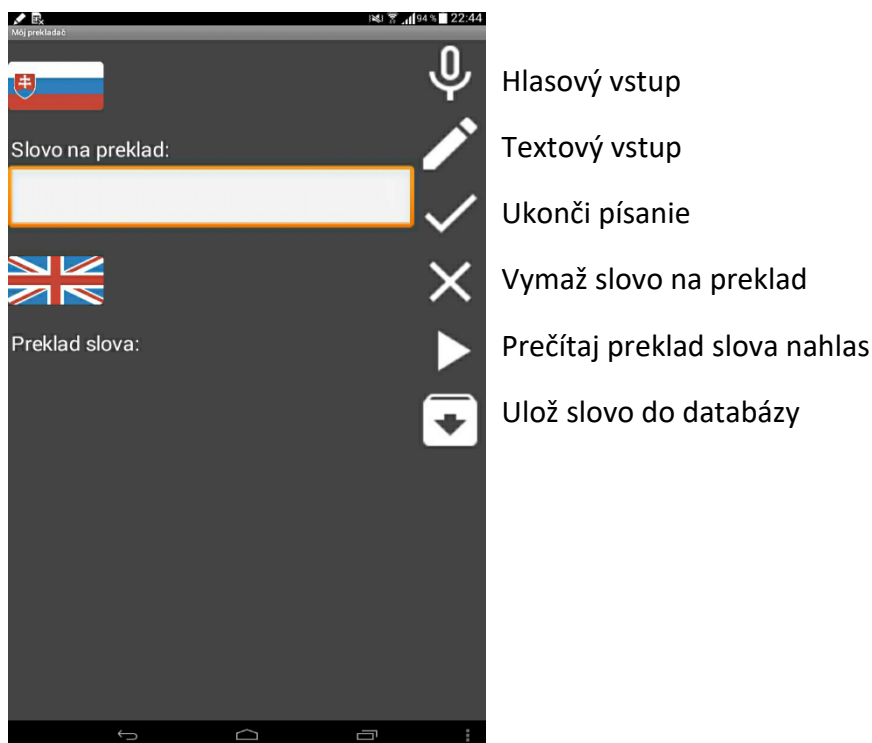 94 % 22:44
Môj prekladač
Hlasový vstup
Slovo na preklad:
Textový vstup
Ukonči písanie
Vymaž slovo na preklad
Preklad slova:
Prečítaj preklad slova nahlas
Ulož slovo do databázy